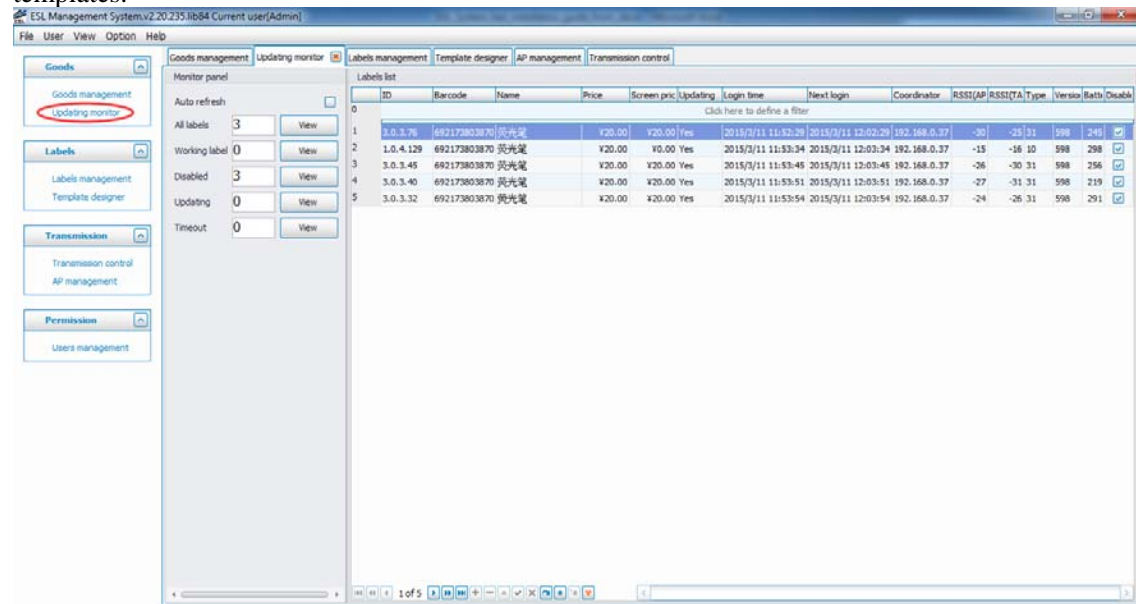 templates.
ESL Management System.v2.20.235.lib84 Current user[Admin]
File User View Option Help
Goods
Goods management
Updating monitor
Labels
Labels management
Template designer
Transmission
Transmission control
AP management
Permission
Users management
Goods management Updating monitor Labels management Template designer AP management Transmission control
Monitor panel
Auto refresh
All labels 3 View
Working label 0 View
Disabled 3 View
Updating 0 View
Timeout 0 View
Labels list
ID Barcode Name Price Screen pric Updating Login time Next login Coordinator RSSI(AP RSSI(TA Type Versio Batt Disable
0 Click here to define a filter
1 3.0.3.76 692173803870 荧光笔 ¥20.00 ¥20.00 Yes 2015/3/11 11:52:29 2015/3/11 12:02:29 192.168.0.37 -30 -25 31 598 245
2 1.0.4.129 692173803870 荧光笔 ¥20.00 ¥0.00 Yes 2015/3/11 11:53:34 2015/3/11 12:03:34 192.168.0.37 -15 -16 10 598 298
3 3.0.3.45 692173803870 荧光笔 ¥20.00 ¥20.00 Yes 2015/3/11 11:53:45 2015/3/11 12:03:45 192.168.0.37 -26 -30 31 598 256
4 3.0.3.40 692173803870 荧光笔 ¥20.00 ¥20.00 Yes 2015/3/11 11:53:51 2015/3/11 12:03:51 192.168.0.37 -27 -31 31 598 219
5 3.0.3.32 692173803870 荧光笔 ¥20.00 ¥20.00 Yes 2015/3/11 11:53:54 2015/3/11 12:03:54 192.168.0.37 -24 -26 31 598 291
1 of 5